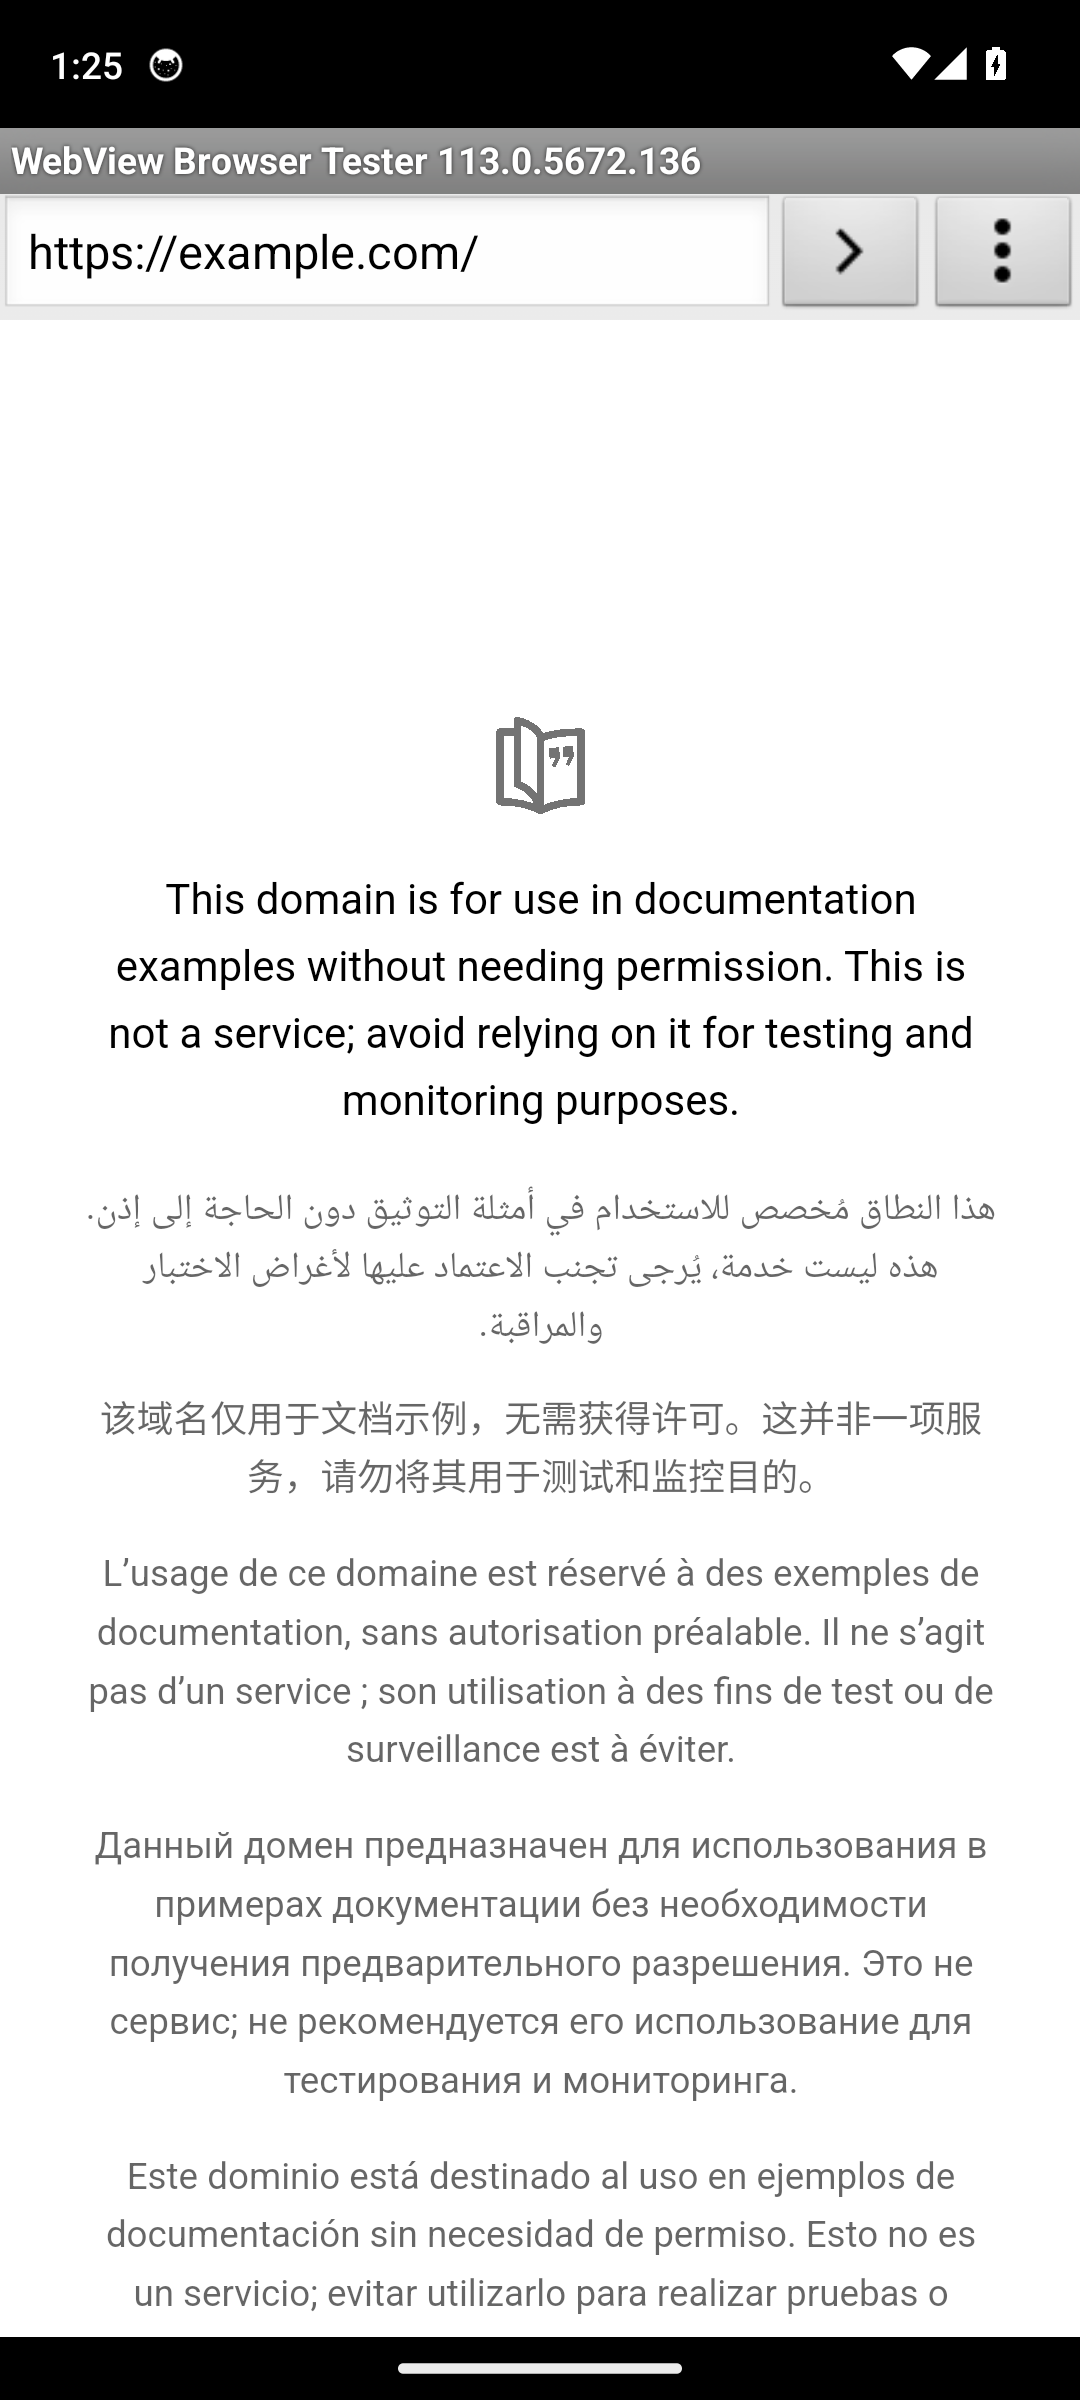 1:25
WebView Browser Tester 113.0.5672.136
https://example.com/
This domain is for use in documentation
examples without needing permission. This is
not a service; avoid relying on it for testing and
monitoring purposes.
هذا النطاق مُخصص للاستخدام في أمثلة التوثيق دون الحاجة إلى إذن.
هذه ليست خدمة، يُرجى تجنب الاعتماد عليها لأغراض الاختبار
والمراقبة.
该域名仅用于文档示例，无需获得许可。这并非一项服
务，请勿将其用于测试和监控目的。
L’usage de ce domaine est réservé à des exemples de
documentation, sans autorisation préalable. Il ne s’agit
pas d’un service ; son utilisation à des fins de test ou de
surveillance est à éviter.
Данный домен предназначен для использования в
примерах документации без необходимости
получения предварительного разрешения. Это не
сервис; не рекомендуется его использование для
тестирования и мониторинга.
Este dominio está destinado al uso en ejemplos de
documentación sin necesidad de permiso. Esto no es
un servicio; evitar utilizarlo para realizar pruebas o